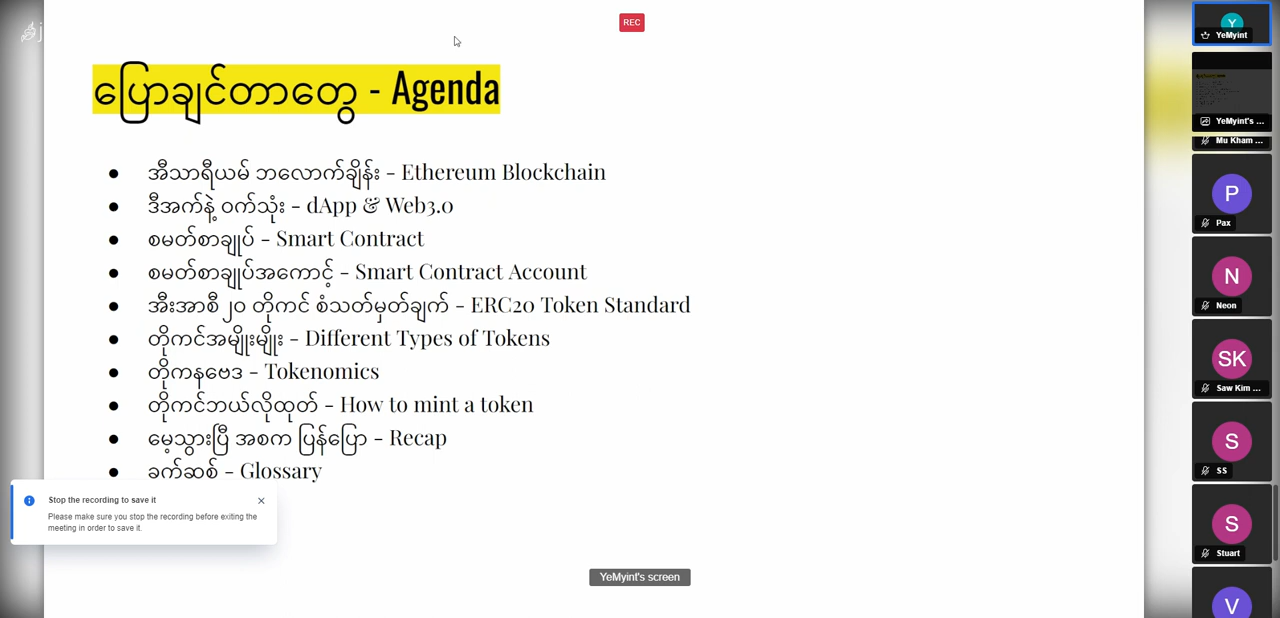 REC
ပြောချင်တာတွေ - Agenda
● အီသာရီယမ် ဘလောက်ချိန်း - Ethereum Blockchain
● ဒီအက်နဲ့ ဝက်သုံး - dApp & Web3.0
● စမတ်စာချုပ် - Smart Contract
● စမတ်စာချုပ်အကောင့် - Smart Contract Account
● အီးအာစီ၂၀ တိုကင် စံသတ်မှတ်ချက် - ERC20 Token Standard
● တိုကင်အမျိုးမျိုး - Different Types of Tokens
● တိုကနဗေဒ - Tokenomics
● တိုကင်ဘယ်လိုထုတ် - How to mint a token
● မေ့သွားပြီ အစက ပြန်ပြော - Recap
● ခက်ဆစ် - Glossary
Stop the recording to save it
Please make sure you stop the recording before exiting the
meeting in order to save it.
YeMyint's screen
Y
YeMyint
YeMyint's ...
Mu Kham ...
P
Pax
N
Neon
SK
Saw Kim ...
S
SS
S
Stuart
V